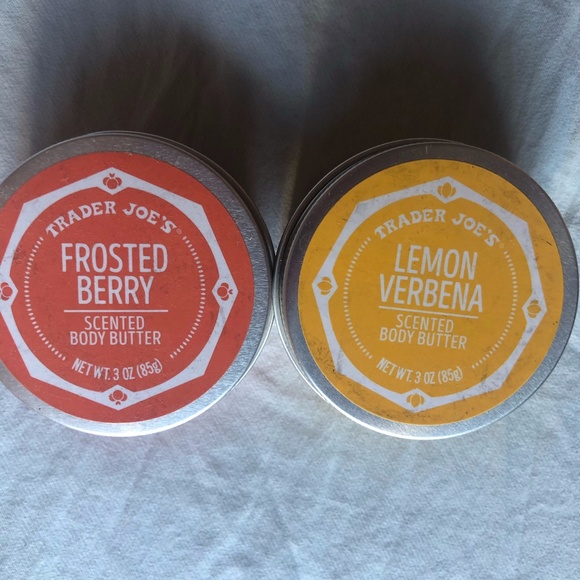 TRADER JOE'S®
FROSTED
BERRY
SCENTED
BODY BUTTER
NET WT. 3 OZ (85g)
TRADER JOE'S®
LEMON
VERBENA
SCENTED
BODY BUTTER
NET WT. 3 OZ (85g)